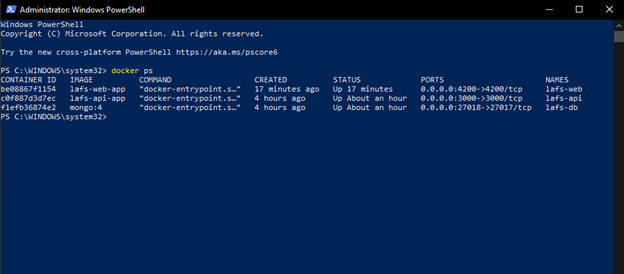 Administrator: Windows PowerShell
Windows PowerShell
Copyright (C) Microsoft Corporation. All rights reserved.
Try the new cross-platform PowerShell https://aka.ms/pscore6
PS C:\WINDOWS\system32> docker ps
CONTAINER ID   IMAGE          COMMAND                  CREATED          STATUS             PORTS                      NAMES
be08867f1154   lafs-web-app   "docker-entrypoint.s…"   17 minutes ago   Up 17 minutes      0.0.0.0:4200->4200/tcp     lafs-web
c0f887d3d7ec   lafs-api-app   "docker-entrypoint.s…"   4 hours ago      Up About an hour   0.0.0.0:3000->3000/tcp     lafs-api
f1efb36874e2   mongo:4        "docker-entrypoint.s…"   4 hours ago      Up About an hour   0.0.0.0:27018->27017/tcp   lafs-db
PS C:\WINDOWS\system32>